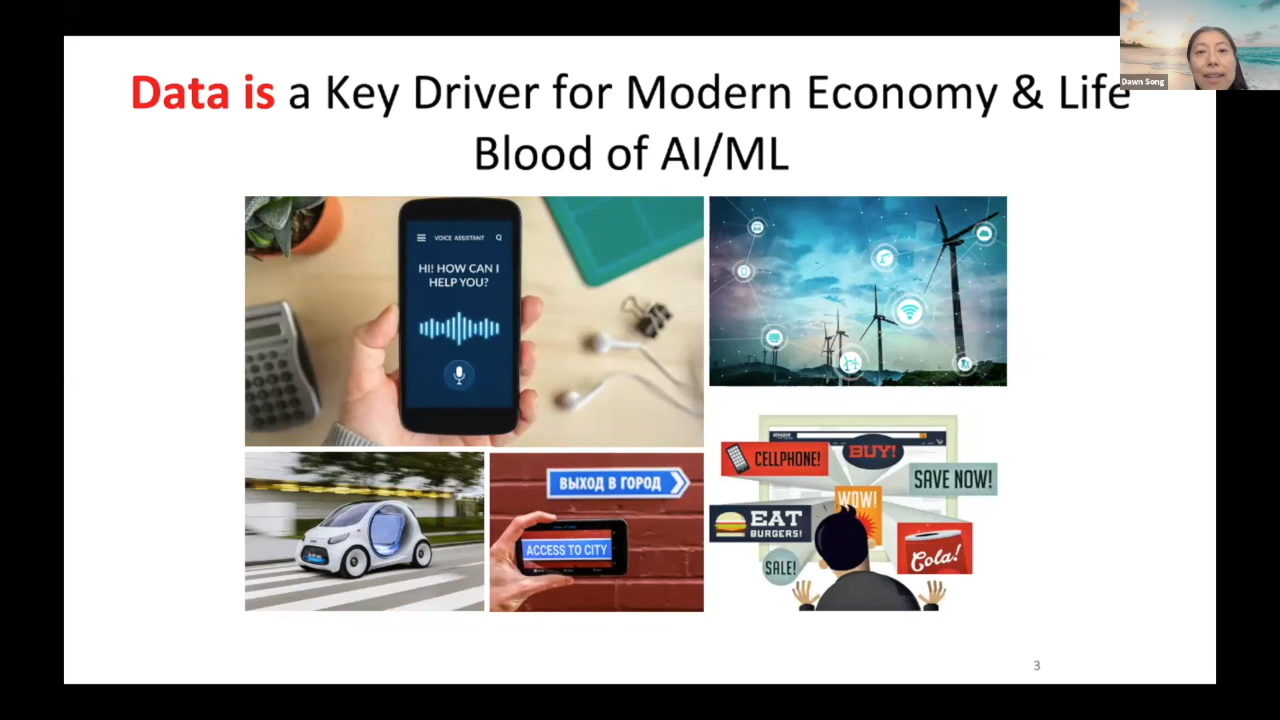 Data is a Key Driver for Modern Economy & Life
Blood of AI/ML
Dawn Song
VOICE ASSISTANT
HI! HOW CAN I
HELP YOU?
ВЫХОД В ГОРОД
ACCESS TO CITY
amazon
CELLPHONE!
BUY!
SAVE NOW!
WOW!
EAT
BURGERS!
SALE!
Cola!
3